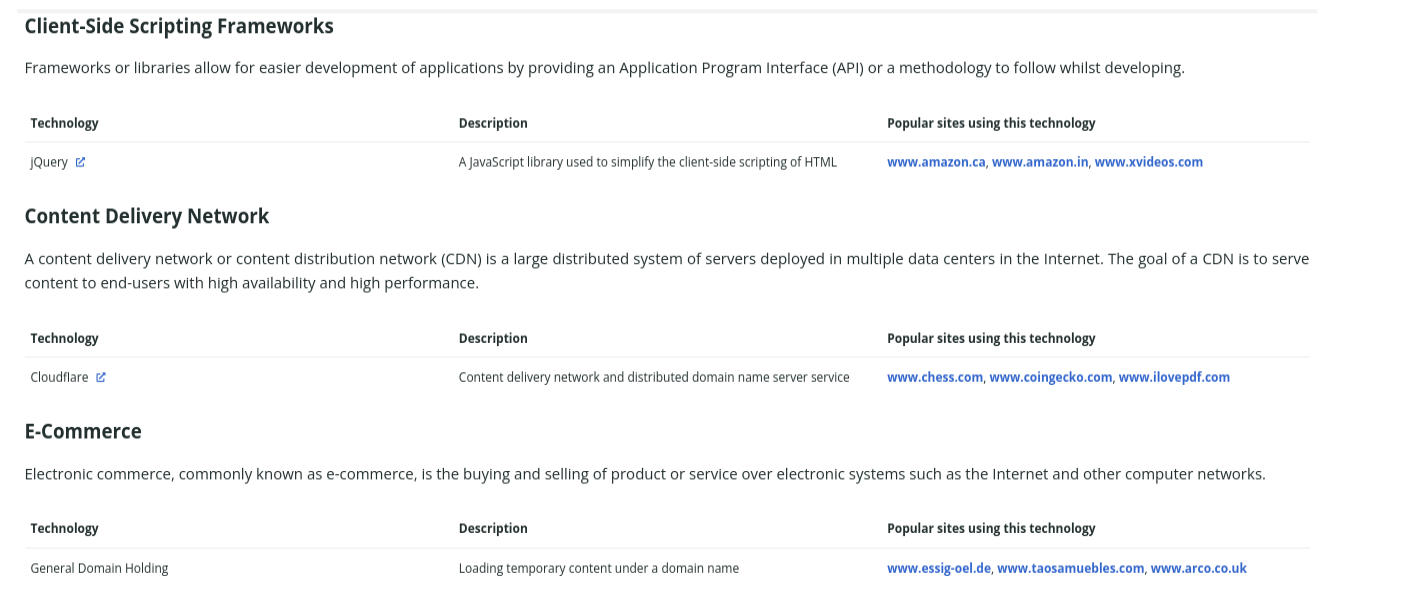 Client-Side Scripting Frameworks
Frameworks or libraries allow for easier development of applications by providing an Application Program Interface (API) or a methodology to follow whilst developing.
Technology Description Popular sites using this technology
jQuery A JavaScript library used to simplify the client-side scripting of HTML www.amazon.ca, www.amazon.in, www.xvideos.com
Content Delivery Network
A content delivery network or content distribution network (CDN) is a large distributed system of servers deployed in multiple data centers in the Internet. The goal of a CDN is to serve
content to end-users with high availability and high performance.
Technology Description Popular sites using this technology
Cloudflare Content delivery network and distributed domain name server service www.chess.com, www.coingecko.com, www.ilovepdf.com
E-Commerce
Electronic commerce, commonly known as e-commerce, is the buying and selling of product or service over electronic systems such as the Internet and other computer networks.
Technology Description Popular sites using this technology
General Domain Holding Loading temporary content under a domain name www.essig-oel.de, www.taosamuebles.com, www.arco.co.uk